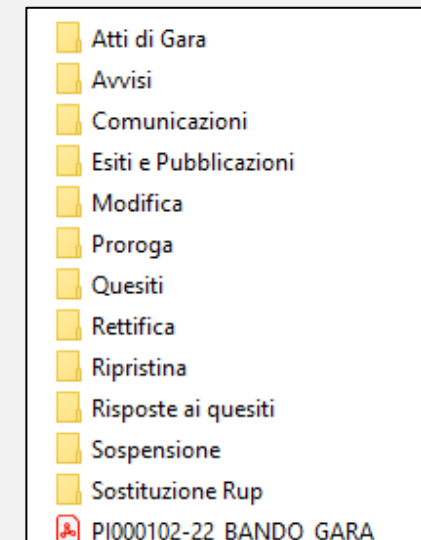 Atti di Gara
Avvisi
Comunicazioni
Esiti e Pubblicazioni
Modifica
Proroga
Quesiti
Rettifica
Ripristina
Risposte ai quesiti
Sospensione
Sostituzione Rup
PI000102-22_BANDO_GARA